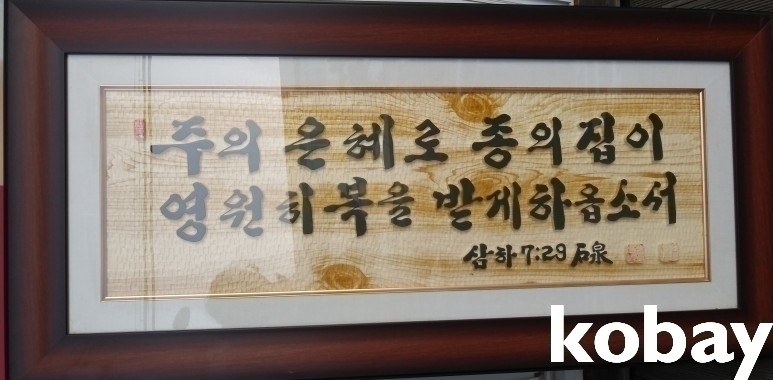 주의 은혜로 종의 집이
영원히 복을 받게하옵소서
삼하 7:29 石泉
kobay